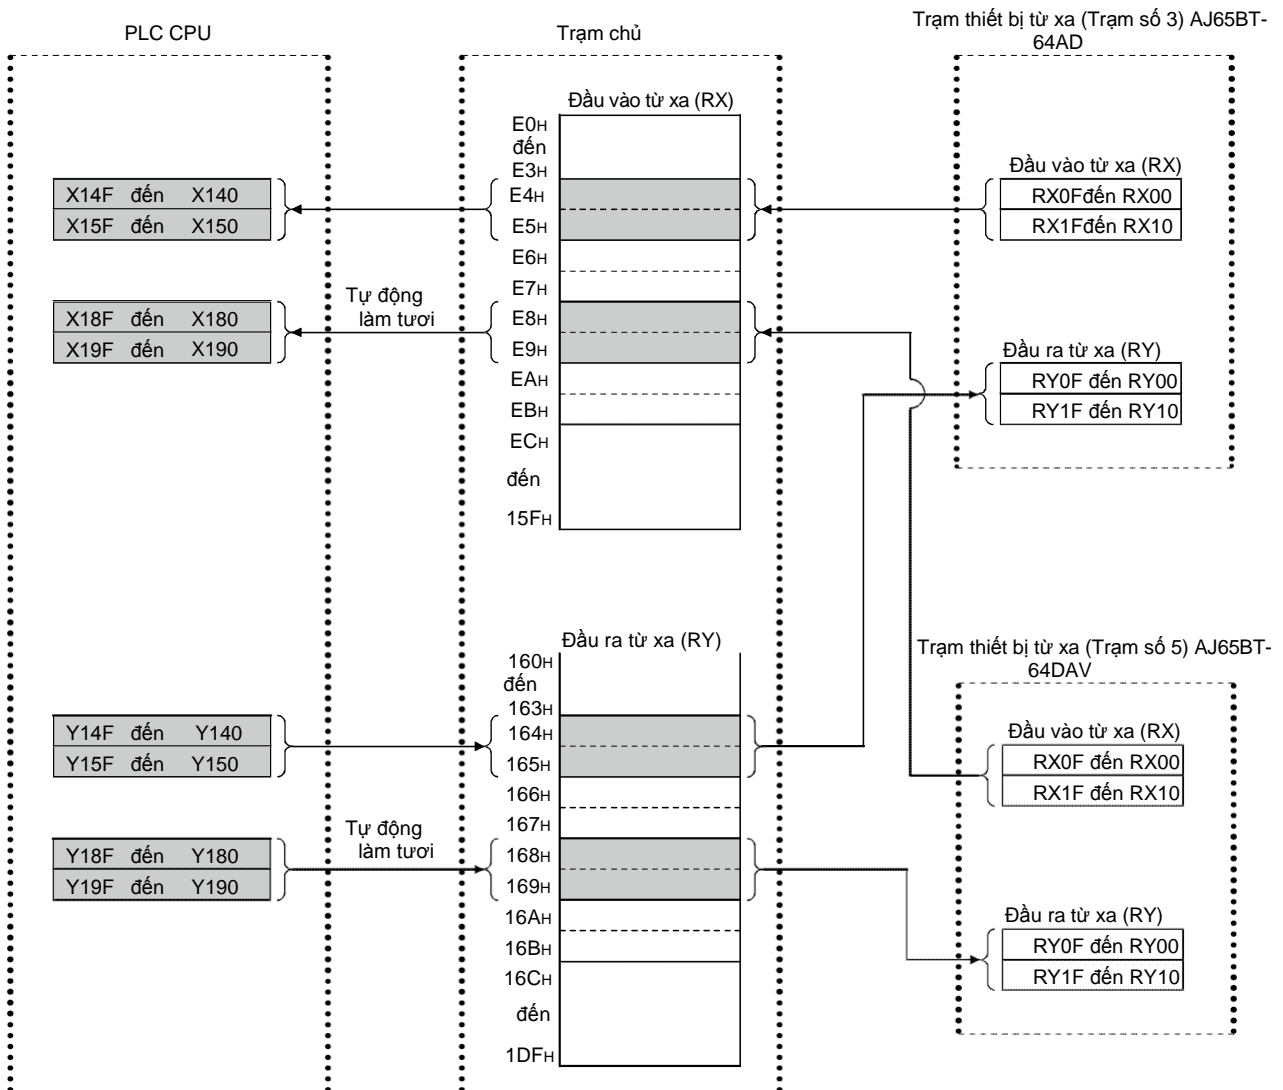 PLC CPU
Trạm chủ
Trạm thiết bị từ xa (Trạm số 3) AJ65BT-
64AD
Đầu vào từ xa (RX)
E0H
đến
E3H
E4H
E5H
E6H
E7H
E8H
E9H
EAH
EBH
ECH
đến
15FH
X14F đến X140
X15F đến X150
X18F đến X180
X19F đến X190
Tự động
làm tươi
Đầu vào từ xa (RX)
RX0Fđến RX00
RX1Fđến RX10
Đầu ra từ xa (RY)
RY0F đến RY00
RY1F đến RY10
Đầu ra từ xa (RY)
160H
đến
163H
164H
165H
166H
167H
168H
169H
16AH
16BH
16CH
đến
1DFH
Y14F đến Y140
Y15F đến Y150
Y18F đến Y180
Y19F đến Y190
Tự động
làm tươi
Trạm thiết bị từ xa (Trạm số 5) AJ65BT-
64DAV
Đầu vào từ xa (RX)
RX0F đến RX00
RX1F đến RX10
Đầu ra từ xa (RY)
RY0F đến RY00
RY1F đến RY10